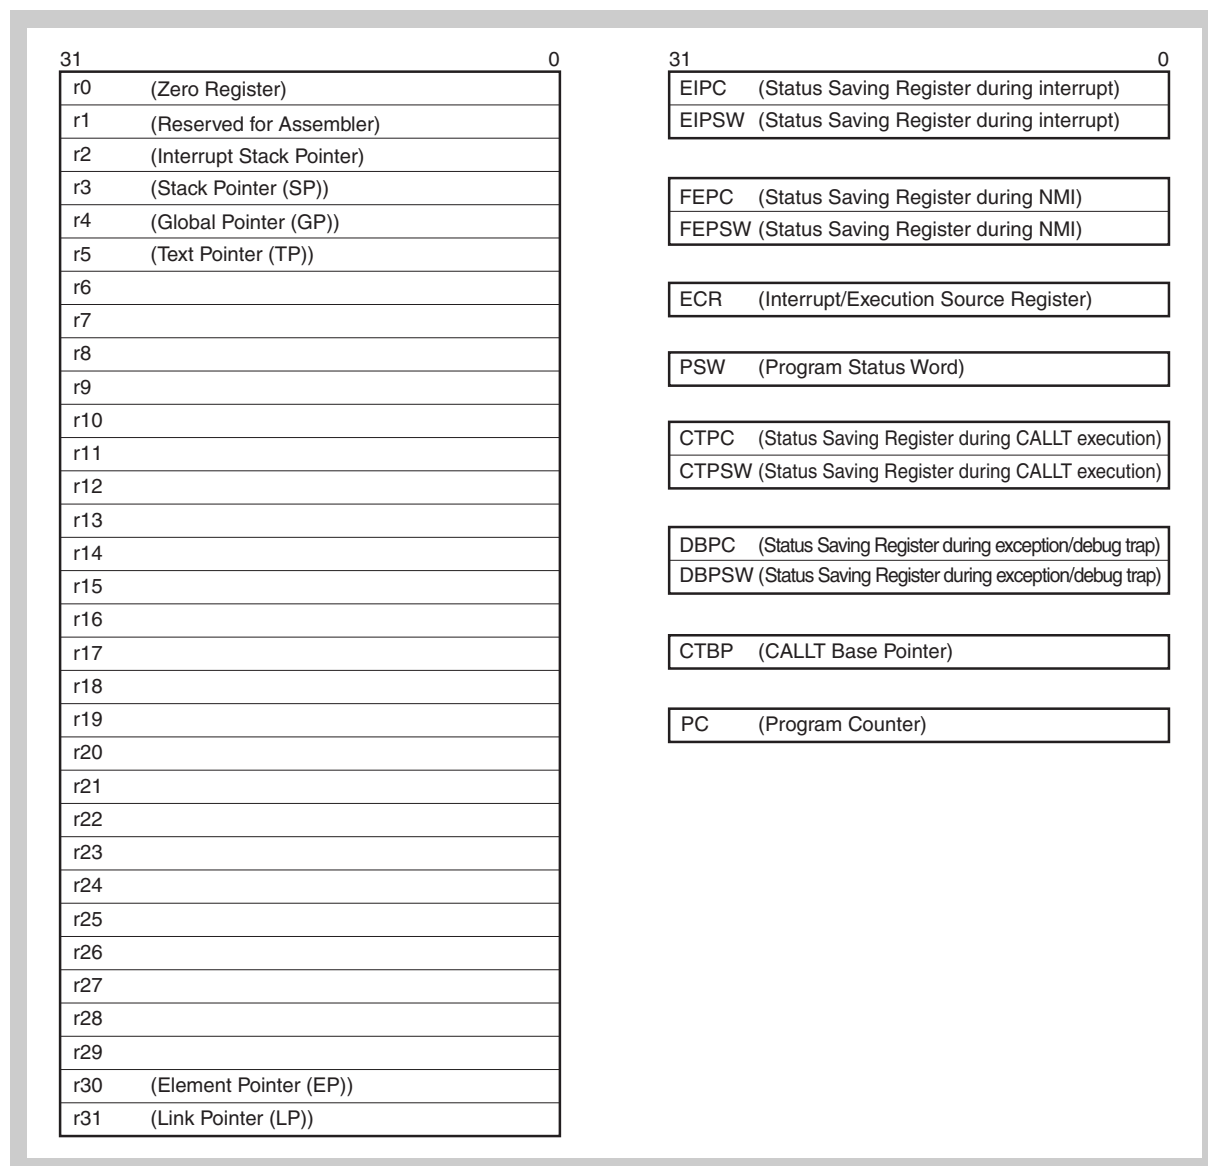 31 0
r0 (Zero Register)
r1 (Reserved for Assembler)
r2 (Interrupt Stack Pointer)
r3 (Stack Pointer (SP))
r4 (Global Pointer (GP))
r5 (Text Pointer (TP))
r6
r7
r8
r9
r10
r11
r12
r13
r14
r15
r16
r17
r18
r19
r20
r21
r22
r23
r24
r25
r26
r27
r28
r29
r30 (Element Pointer (EP))
r31 (Link Pointer (LP))
31 0
EIPC (Status Saving Register during interrupt)
EIPSW (Status Saving Register during interrupt)
FEPC (Status Saving Register during NMI)
FEPSW (Status Saving Register during NMI)
ECR (Interrupt/Execution Source Register)
PSW (Program Status Word)
CTPC (Status Saving Register during CALLT execution)
CTPSW (Status Saving Register during CALLT execution)
DBPC (Status Saving Register during exception/debug trap)
DBPSW (Status Saving Register during exception/debug trap)
CTBP (CALLT Base Pointer)
PC (Program Counter)